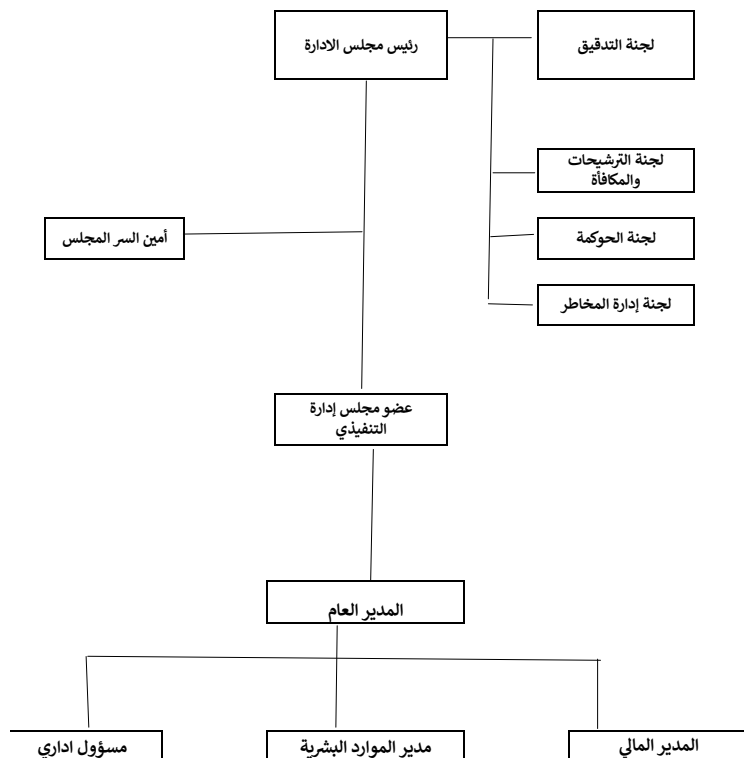 لجنة التدقيق
رئيس مجلس الادارة
لجنة الترشيحات
والمكافأة
لجنة الحوكمة
أمين السر المجلس
لجنة إدارة المخاطر
عضو مجلس إدارة
التنفيذي
المدير العام
المدير المالي
مدير الموارد البشرية
مسؤول اداري